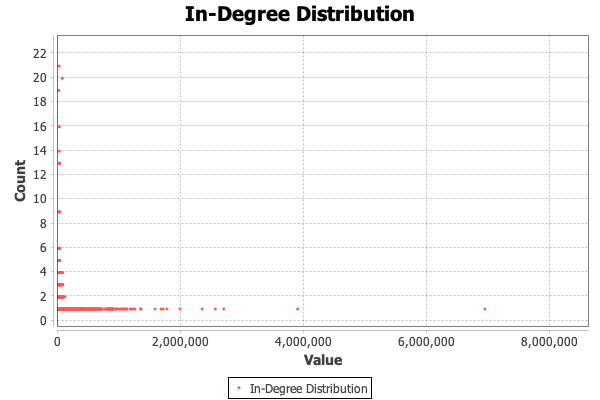 In-Degree Distribution
22
20
18
16
14
12
10
8
6
4
2
0
Count
0 2,000,000 4,000,000 6,000,000 8,000,000
Value
In-Degree Distribution